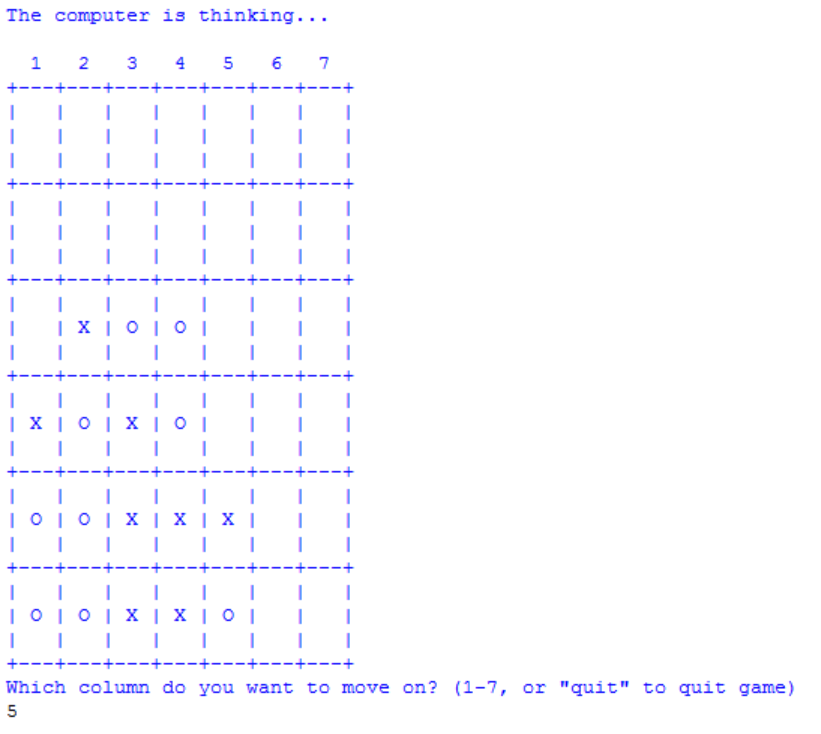 The computer is thinking...
  1   2   3   4   5   6   7
+---+---+---+---+---+---+---+
|   |   |   |   |   |   |   |
|   |   |   |   |   |   |   |
|   |   |   |   |   |   |   |
+---+---+---+---+---+---+---+
|   |   |   |   |   |   |   |
|   |   |   |   |   |   |   |
|   |   |   |   |   |   |   |
+---+---+---+---+---+---+---+
|   |   |   |   |   |   |   |
|   | X | O | O |   |   |   |
|   |   |   |   |   |   |   |
+---+---+---+---+---+---+---+
|   |   |   |   |   |   |   |
| X | O | X | O |   |   |   |
|   |   |   |   |   |   |   |
+---+---+---+---+---+---+---+
|   |   |   |   |   |   |   |
| O | O | X | X | X |   |   |
|   |   |   |   |   |   |   |
+---+---+---+---+---+---+---+
|   |   |   |   |   |   |   |
| O | O | X | X | O |   |   |
|   |   |   |   |   |   |   |
+---+---+---+---+---+---+---+
Which column do you want to move on? (1-7, or "quit" to quit game)
5